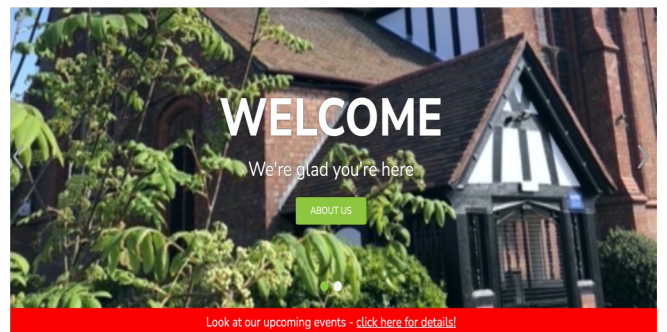 WELCOME
We're glad you're here
ABOUT US
Look at our upcoming events - click here for details!